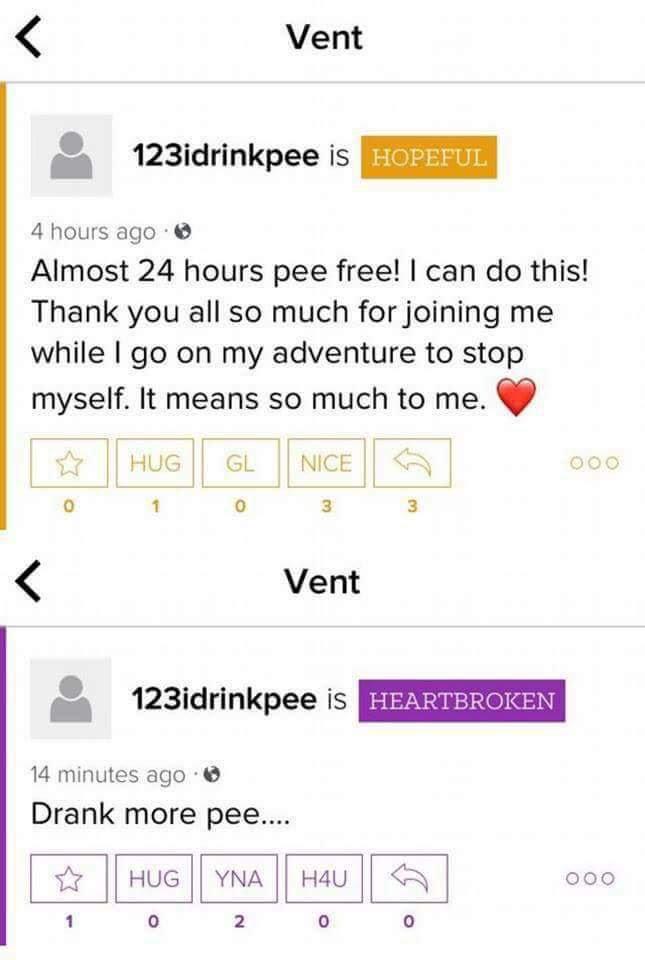 Vent
123idrinkpee is HOPEFUL
4 hours ago ·
Almost 24 hours pee free! I can do this!
Thank you all so much for joining me
while I go on my adventure to stop
myself. It means so much to me. ❤️
HUG GL NICE
0 1 0 3 3
Vent
123idrinkpee is HEARTBROKEN
14 minutes ago ·
Drank more pee....
HUG YNA H4U
1 0 2 0 0